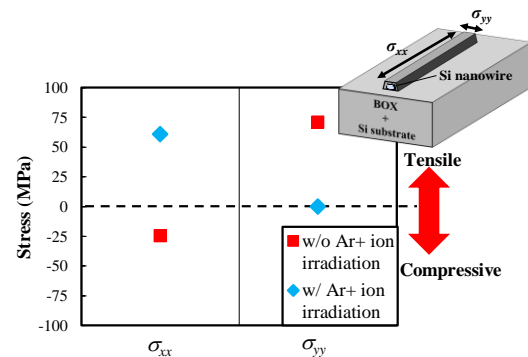 σyy
σxx
Si nanowire
BOX
+
Si substrate
Stress (MPa)
100
75
50
25
0
-25
-50
-75
-100
Tensile
Compressive
w/o Ar+ ion
irradiation
w/ Ar+ ion
irradiation
σxx
σyy